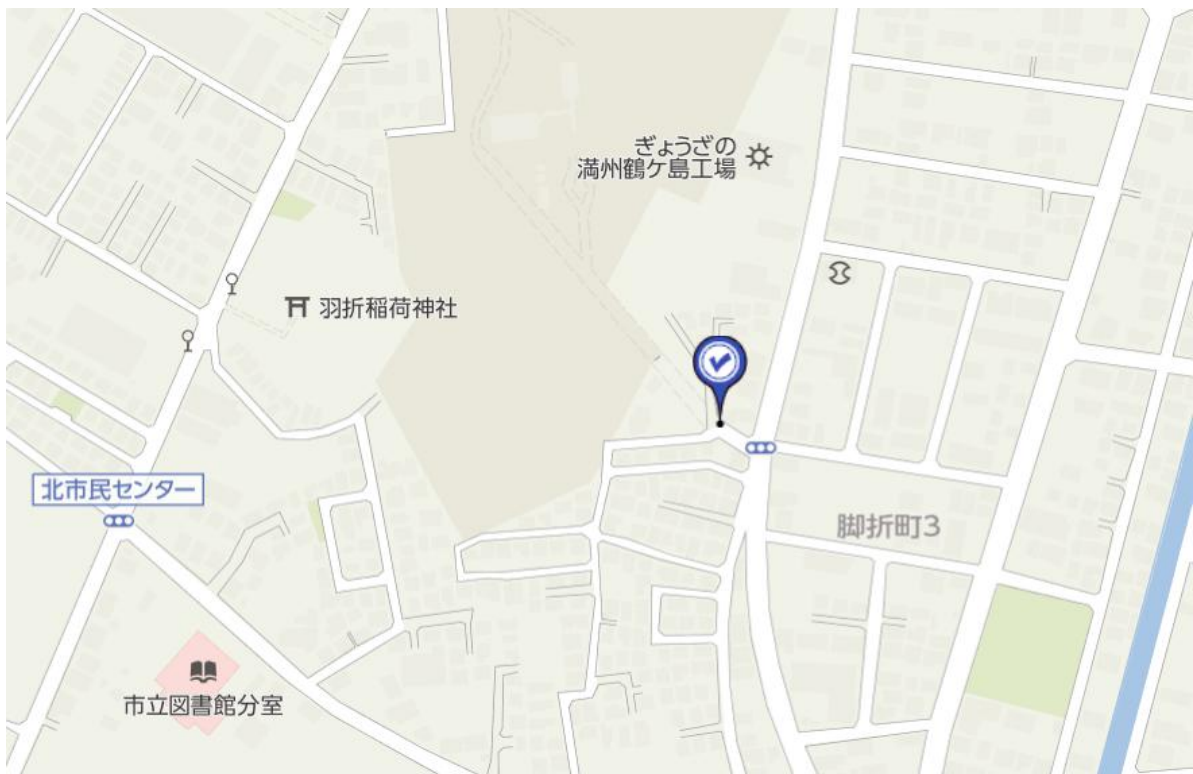 ぎょうざの
満州鶴ケ島工場
羽折稲荷神社
北市民センター
脚折町3
市立図書館分室